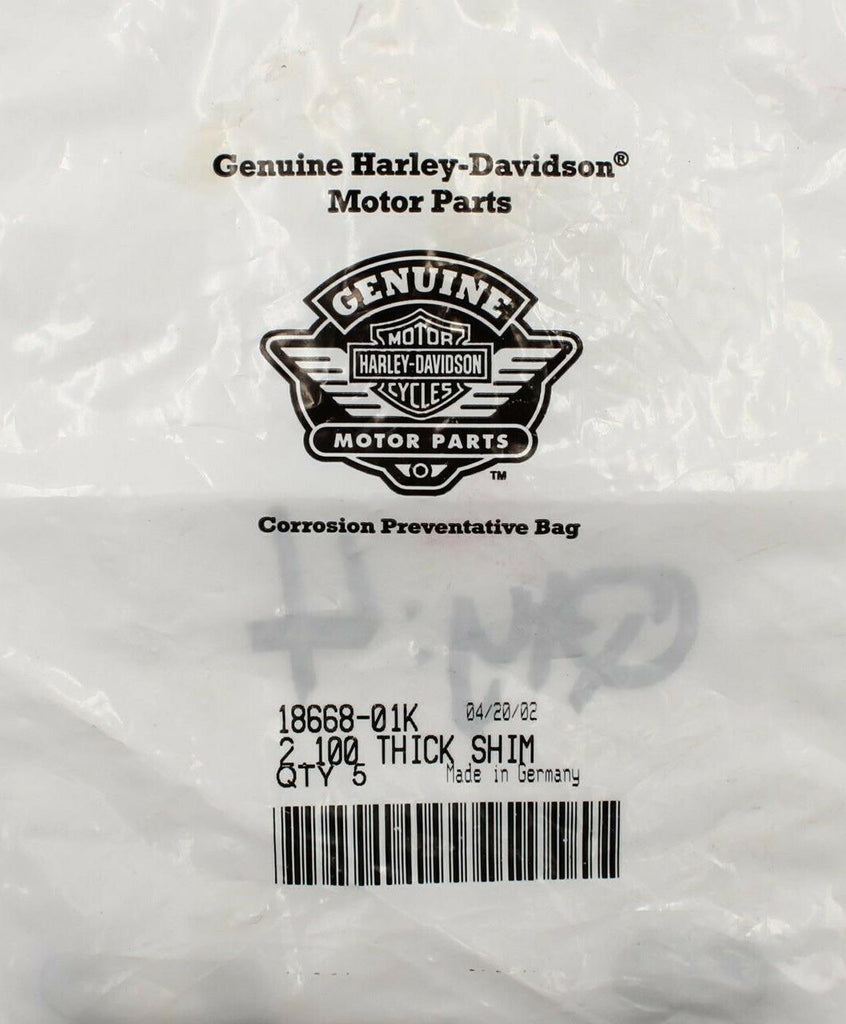 Genuine Harley-Davidson®
Motor Parts
GENUINE
MOTOR
HARLEY-DAVIDSON
CYCLES
MOTOR PARTS
TM
Corrosion Preventative Bag
18668-01K 04/20/02
2.100 THICK SHIM
QTY 5 Made in Germany